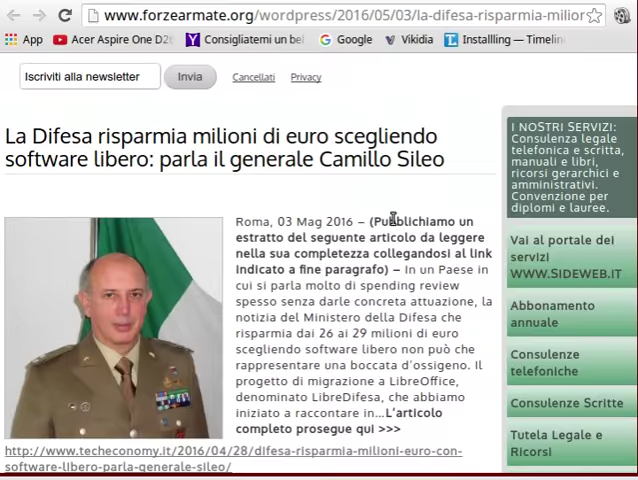 www.forzearmate.org/wordpress/2016/05/03/la-difesa-risparmia-milior
App
Acer Aspire One D2
Consigliatemi un be
Google
Vikidia
Installling — Timelin
Iscriviti alla newsletter
Invia
Cancellati
Privacy
La Difesa risparmia milioni di euro scegliendo
software libero: parla il generale Camillo Sileo
Roma, 03 Mag 2016 – (Pubblichiamo un
estratto del seguente articolo da leggere
nella sua completezza collegandosi al link
indicato a fine paragrafo) – In un Paese in
cui si parla molto di spending review
spesso senza darle concreta attuazione, la
notizia del Ministero della Difesa che
risparmia dai 26 ai 29 milioni di euro
scegliendo software libero non può che
rappresentare una boccata d'ossigeno. Il
progetto di migrazione a LibreOffice,
denominato LibreDifesa, che abbiamo
iniziato a raccontare in...L'articolo
completo prosegue qui >>>
http://www.techeconomy.it/2016/04/28/difesa-risparmia-milioni-euro-con-
software-libero-parla-generale-sileo/
I NOSTRI SERVIZI:
Consulenza legale
telefonica e scritta,
manuali e libri,
ricorsi gerarchici e
amministrativi.
Convenzione per
diplomi e lauree.
Vai al portale dei
servizi
WWW.SIDEWEB.IT
Abbonamento
annuale
Consulenze
telefoniche
Consulenze Scritte
Tutela Legale e
Ricorsi